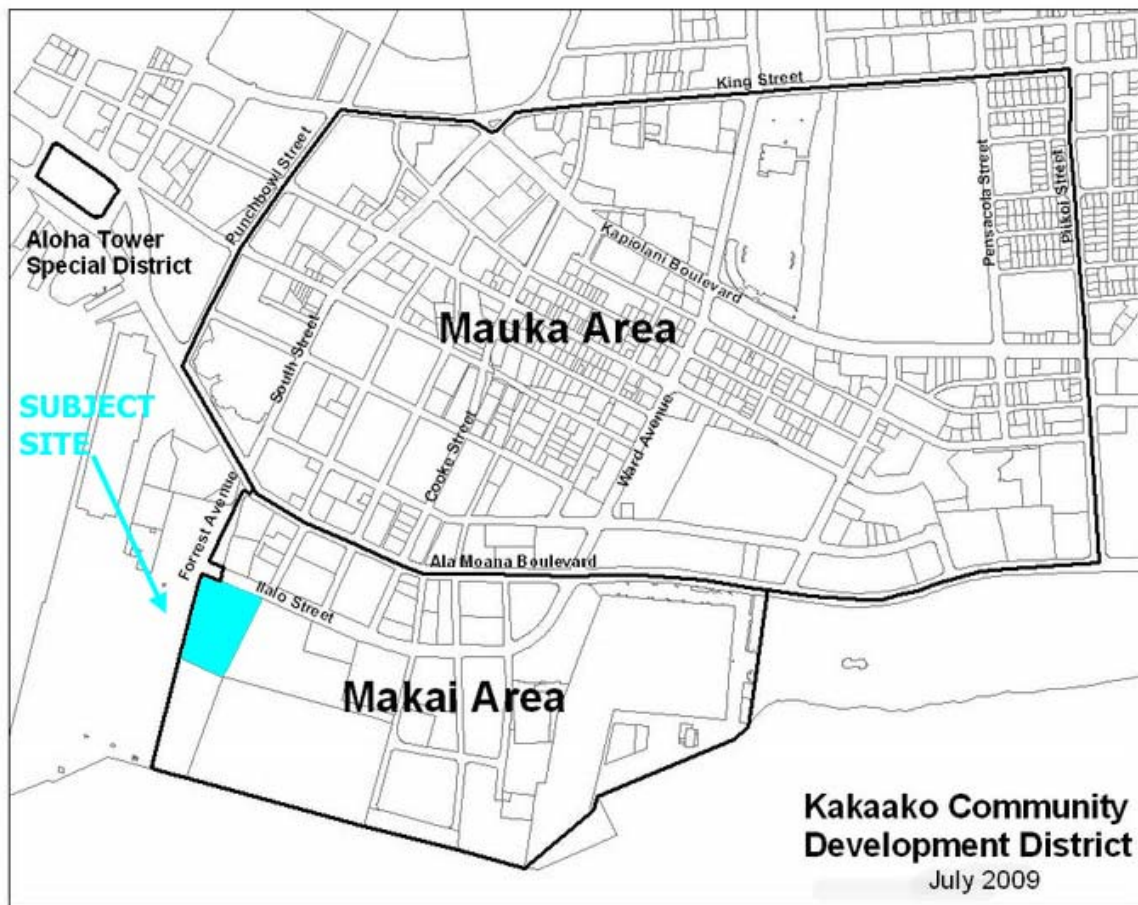 King Street
Punchbowl Street
Pensacola Street
Piikoi Street
Aloha Tower
Special District
Kapiolani Boulevard
Mauka Area
South Street
SUBJECT
SITE
Cooke Street
Ward Avenue
Forrest Avenue
Ala Moana Boulevard
Ilalo Street
Makai Area
Kakaako Community
Development District
July 2009